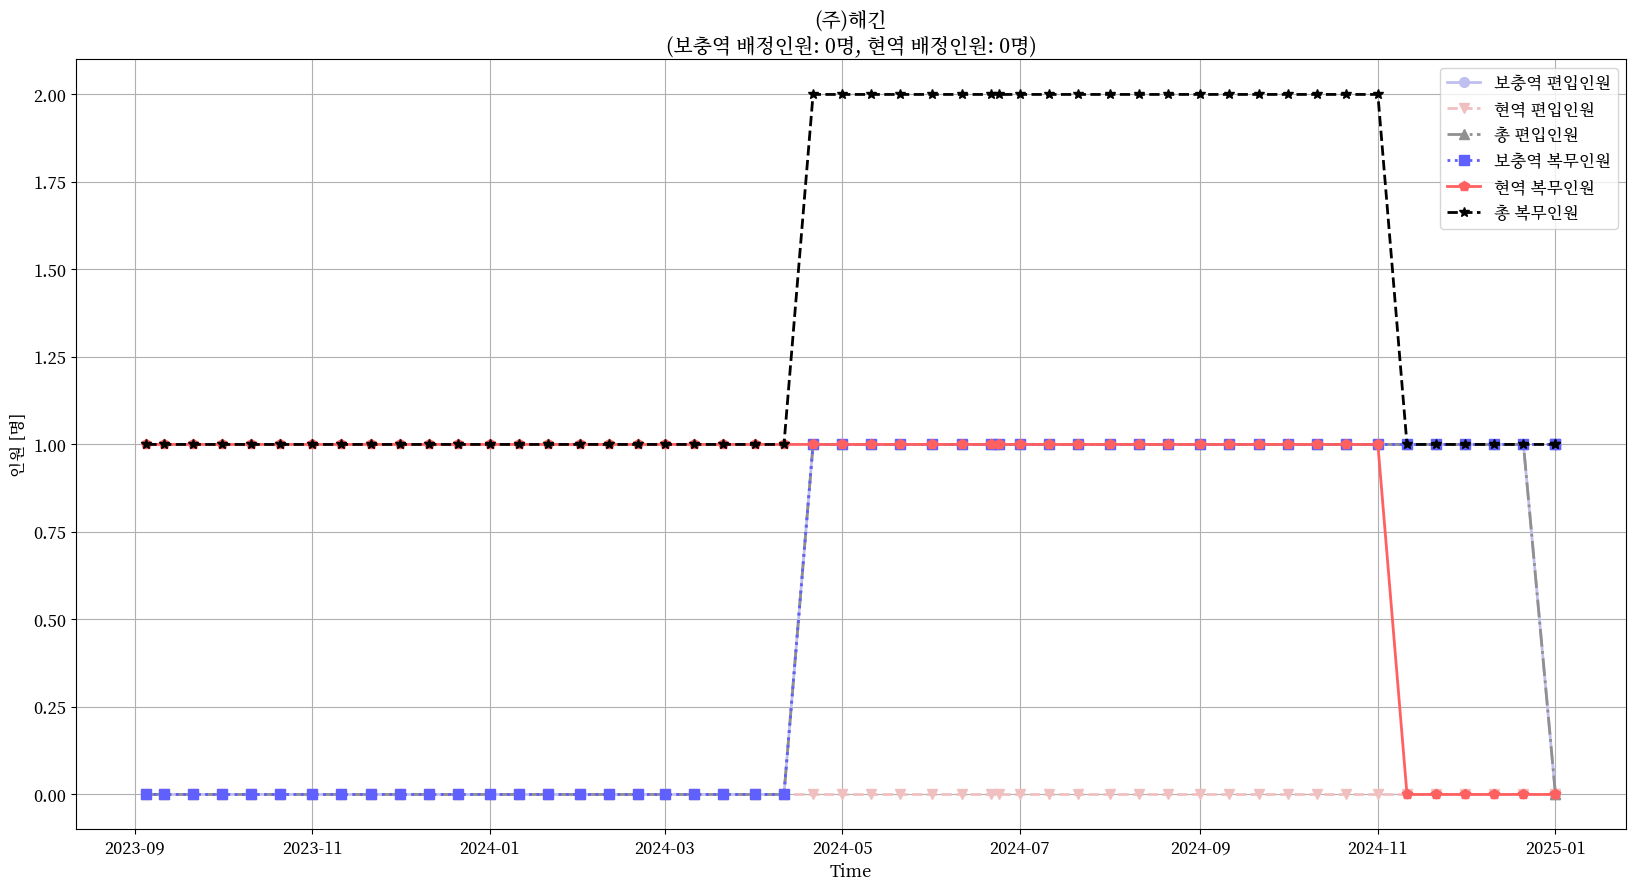 (주)해긴
(보충역 배정인원: 0명, 현역 배정인원: 0명)
보충역 편입인원
현역 편입인원
총 편입인원
보충역 복무인원
현역 복무인원
총 복무인원
2.00
1.75
1.50
1.25
1.00
0.75
0.50
0.25
0.00
인원 [명]
2023-09 2023-11 2024-01 2024-03 2024-05 2024-07 2024-09 2024-11 2025-01
Time